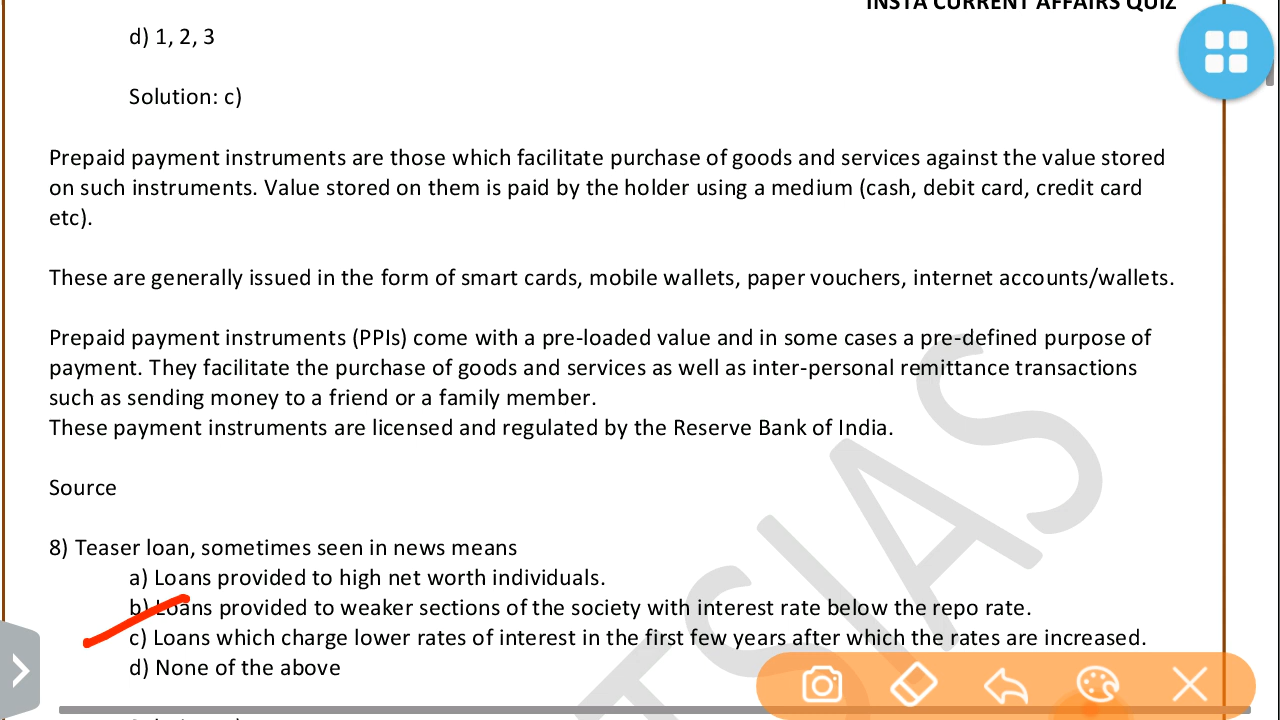 INSTA CURRENT AFFAIRS QUIZ
d) 1, 2, 3
Solution: c)
Prepaid payment instruments are those which facilitate purchase of goods and services against the value stored
on such instruments. Value stored on them is paid by the holder using a medium (cash, debit card, credit card
etc).
These are generally issued in the form of smart cards, mobile wallets, paper vouchers, internet accounts/wallets.
Prepaid payment instruments (PPIs) come with a pre-loaded value and in some cases a pre-defined purpose of
payment. They facilitate the purchase of goods and services as well as inter-personal remittance transactions
such as sending money to a friend or a family member.
These payment instruments are licensed and regulated by the Reserve Bank of India.
Source
8) Teaser loan, sometimes seen in news means
a) Loans provided to high net worth individuals.
b) Loans provided to weaker sections of the society with interest rate below the repo rate.
c) Loans which charge lower rates of interest in the first few years after which the rates are increased.
d) None of the above
TSIAS